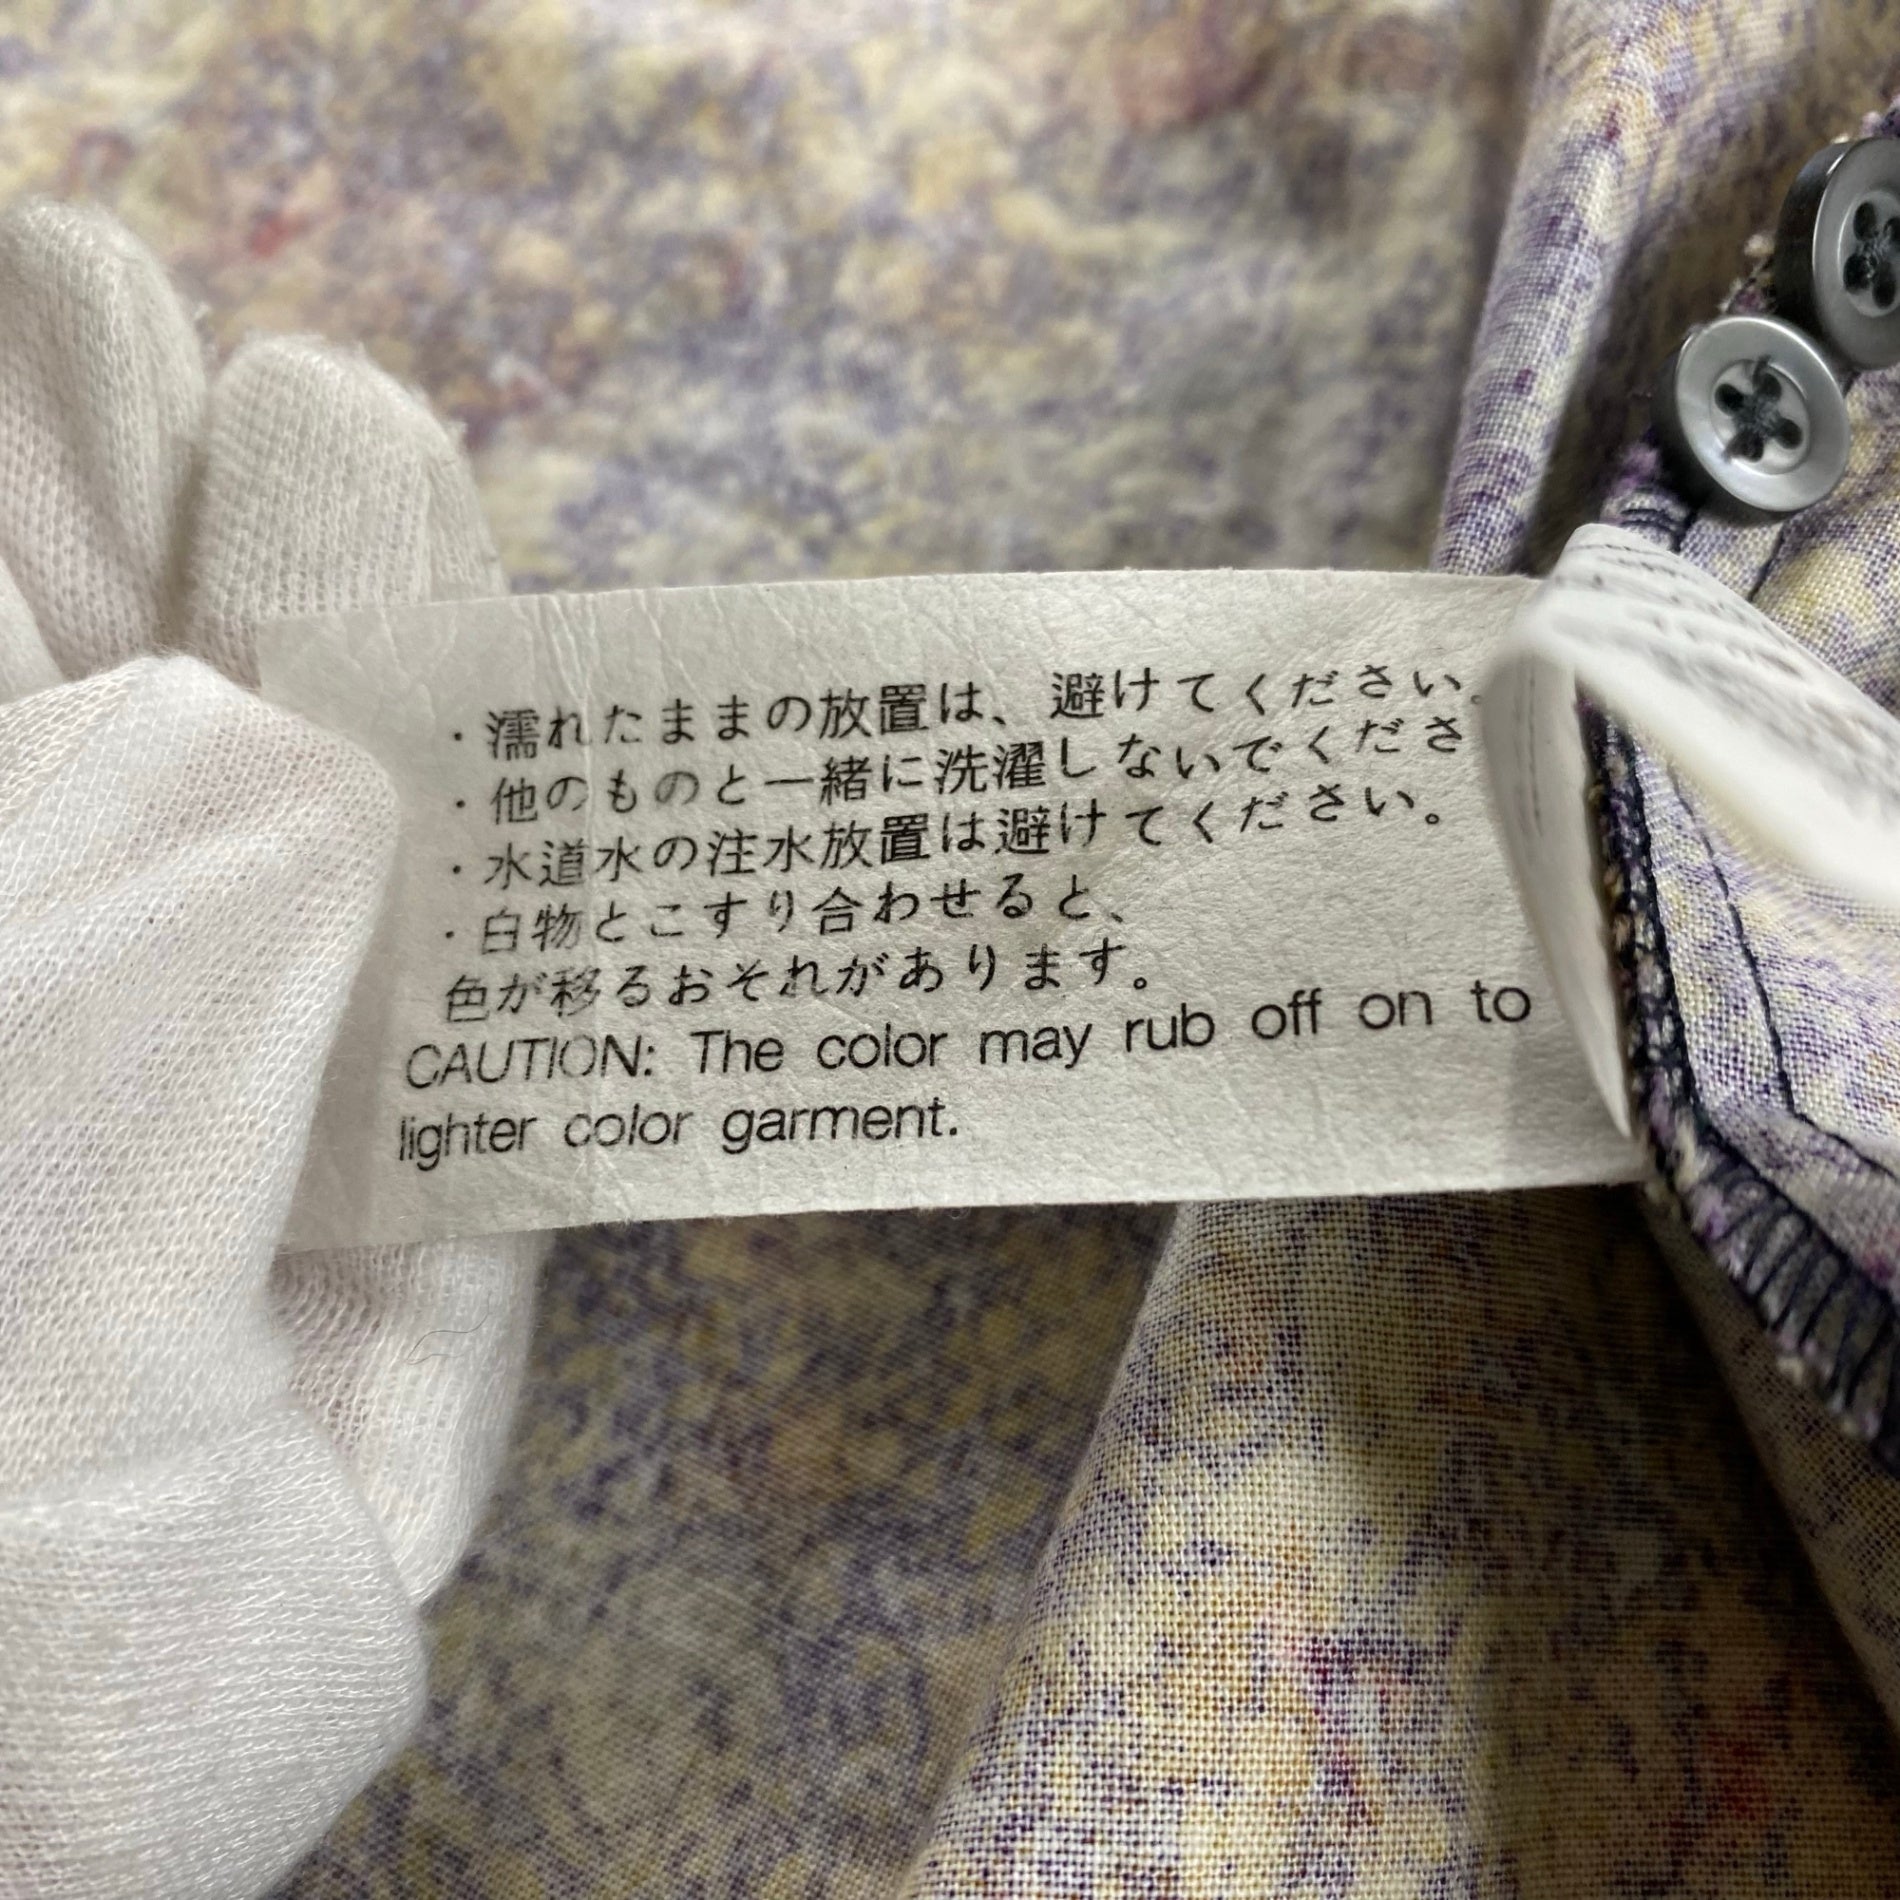 ・濡れたままの放置は、避けてください。
・他のものと一緒に洗濯しないでくださ
・水道水の注水放置は避けてください。
・白物とこすり合わせると、
色が移るおそれがあります。
CAUTION: The color may rub off on to
lighter color garment.